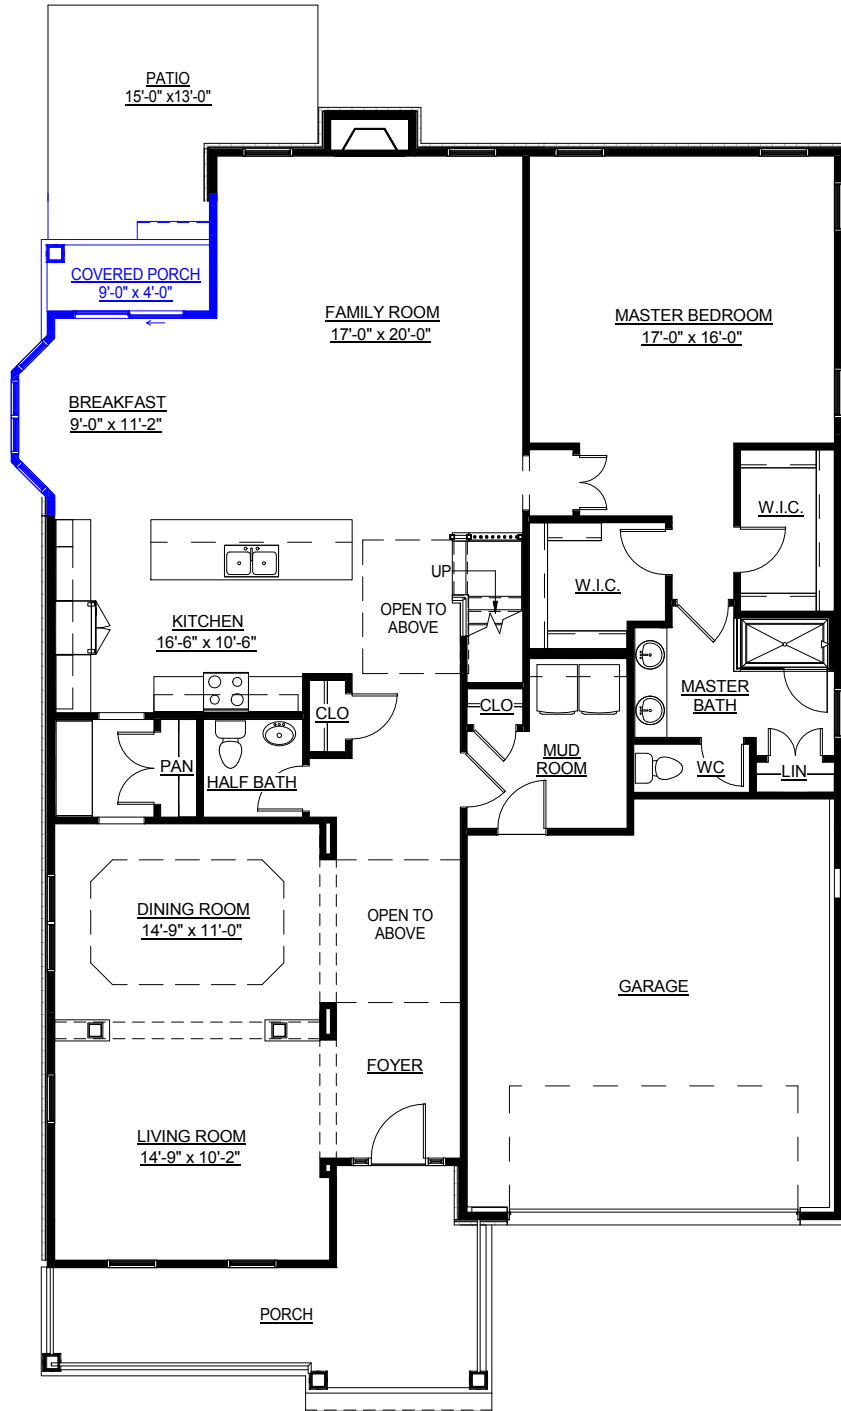 PATIO
15'-0" x13'-0"
COVERED PORCH
9'-0" x 4'-0"
FAMILY ROOM
17'-0" x 20'-0"
MASTER BEDROOM
17'-0" x 16'-0"
BREAKFAST
9'-0" x 11'-2"
W.I.C.
UP
W.I.C.
OPEN TO
ABOVE
KITCHEN
16'-6" x 10'-6"
MASTER
BATH
CLO
CLO
MUD
ROOM
PAN
HALF BATH
WC
LIN
DINING ROOM
14'-9" x 11'-0"
OPEN TO
ABOVE
GARAGE
FOYER
LIVING ROOM
14'-9" x 10'-2"
PORCH